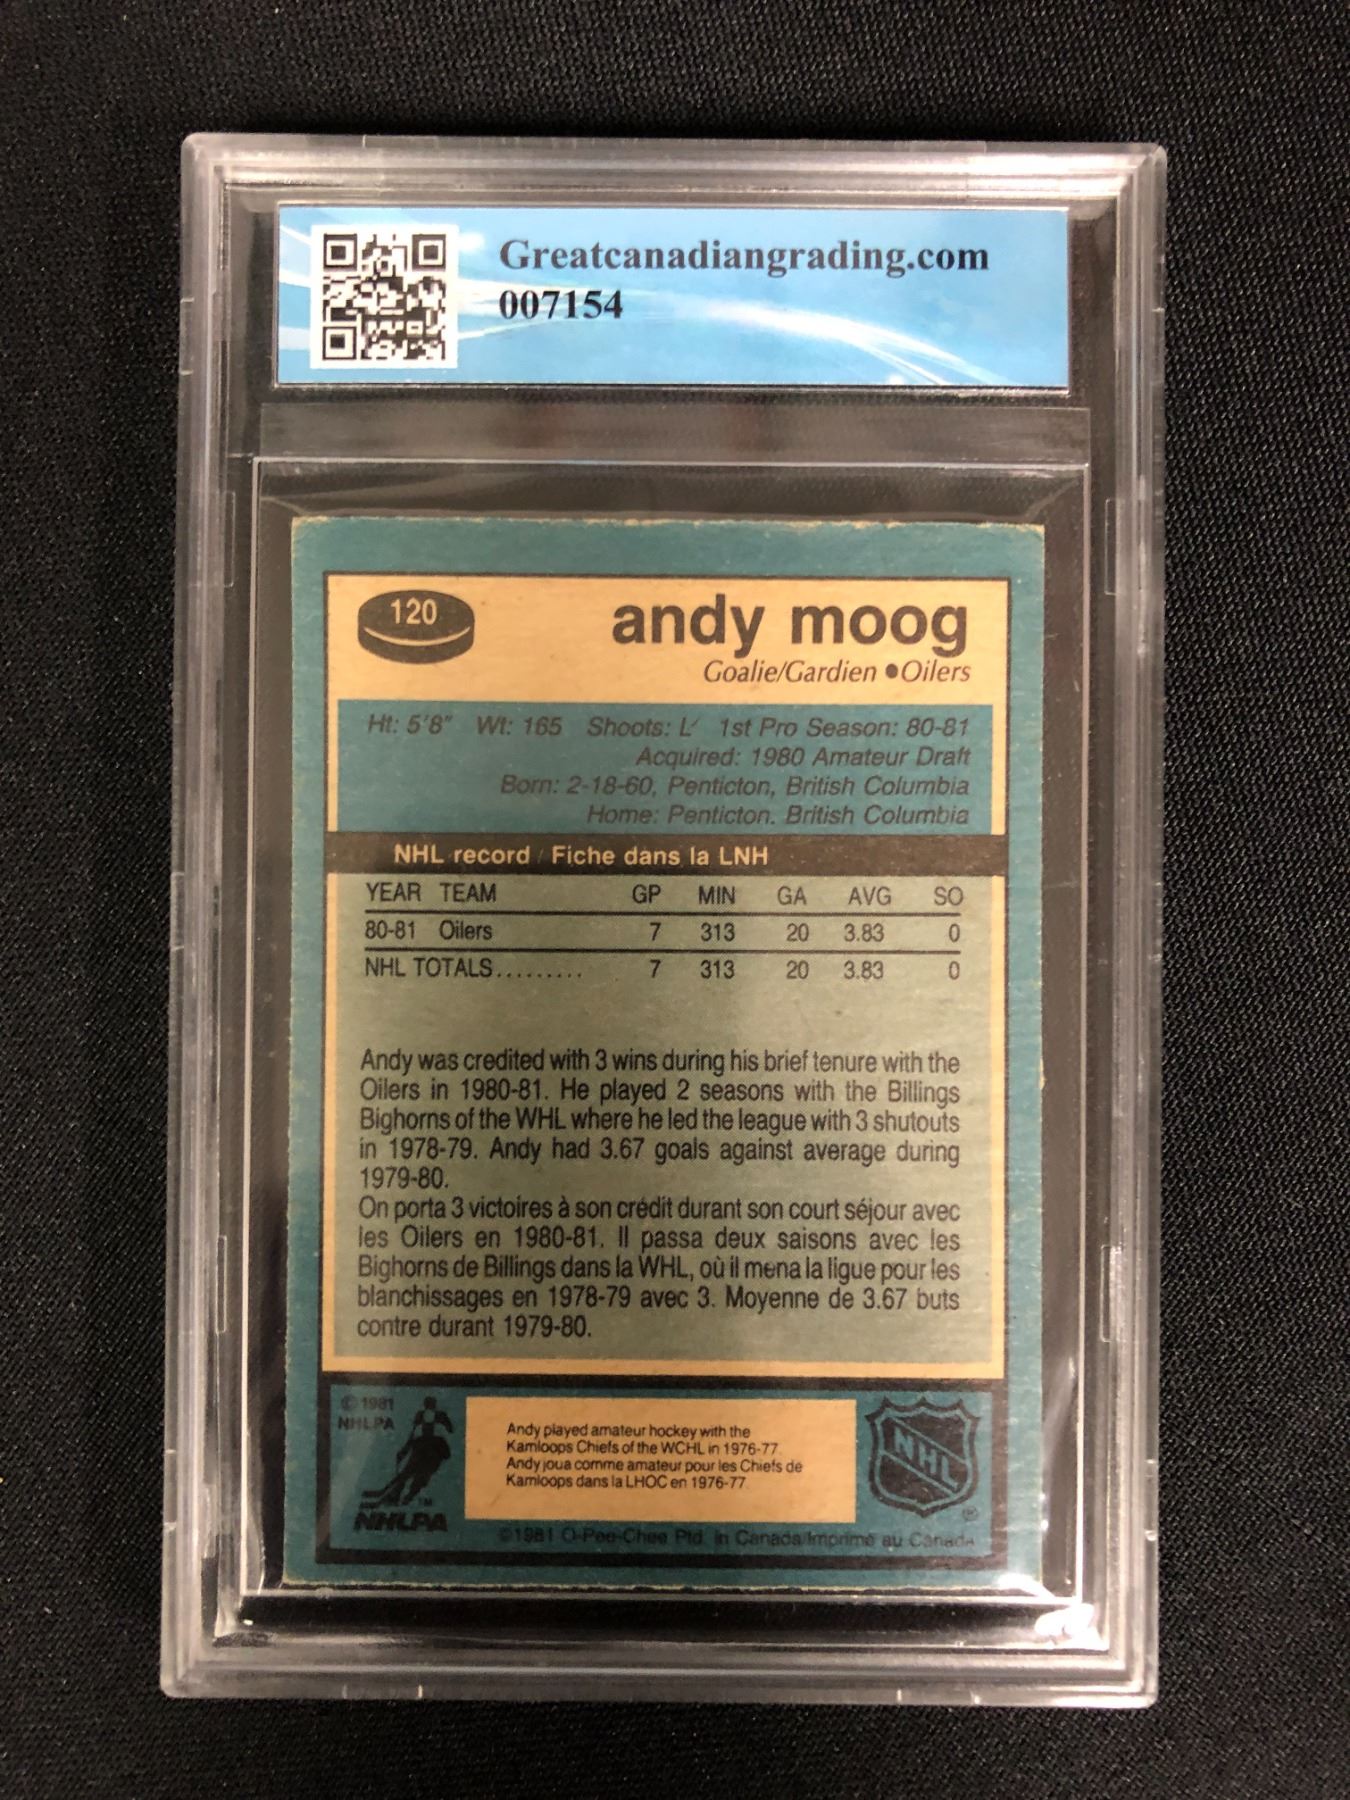 Greatcanadiangrading.com
007154
120
andy moog
Goalie/Gardien ●Oilers
Ht: 5'8" Wt: 165 Shoots: L 1st Pro Season: 80-81
Acquired: 1980 Amateur Draft
Born: 2-18-60, Penticton, British Columbia
Home: Penticton. British Columbia
NHL record / Fiche dans la LNH
YEAR TEAM GP MIN GA AVG SO
80-81 Oilers 7 313 20 3.83 0
NHL TOTALS......... 7 313 20 3.83 0
Andy was credited with 3 wins during his brief tenure with the
Oilers in 1980-81. He played 2 seasons with the Billings
Bighorns of the WHL where he led the league with 3 shutouts
in 1978-79. Andy had 3.67 goals against average during
1979-80.
On porta 3 victoires à son crédit durant son court séjour avec
les Oilers en 1980-81. Il passa deux saisons avec les
Bighorns de Billings dans la WHL, où il mena la ligue pour les
blanchissages en 1978-79 avec 3. Moyenne de 3.67 buts
contre durant 1979-80.
© 1981
NHLPA
Andy played amateur hockey with the
Kamloops Chiefs of the WCHL in 1976-77.
Andy joua comme amateur pour les Chiefs de
Kamloops dans la LHOC en 1976-77.
NHL
®
TM
NHLPA
©1981 O-Pee-Chee Ptd. in Canada/Imprimé au Canada